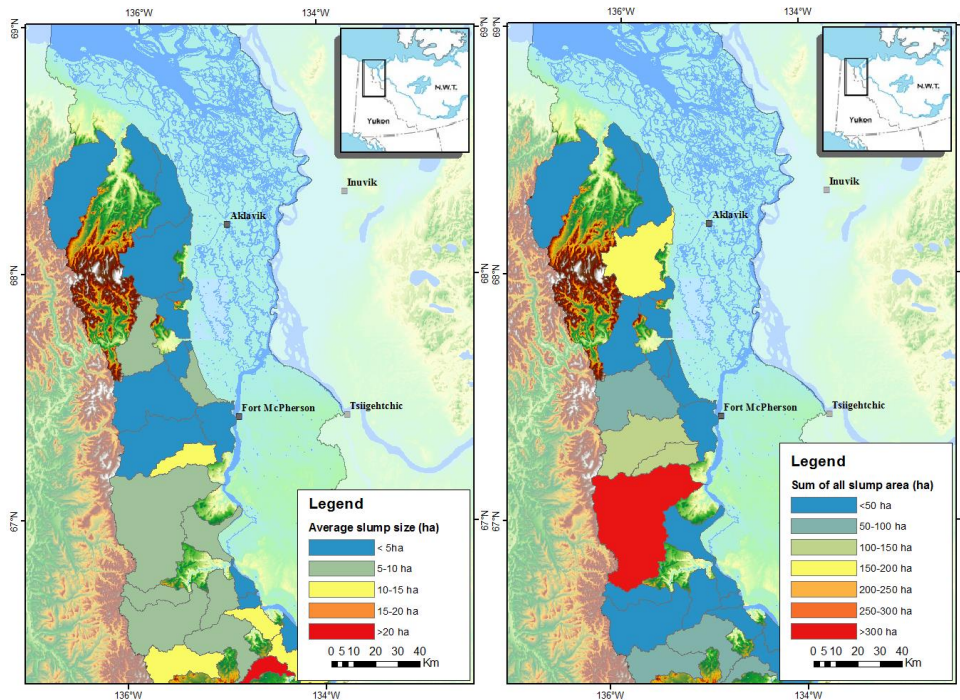 136°W
134°W
69°N
N.W.T.
Yukon
Inuvik
Aklavik
68°N
Fort McPherson
Tsiigehtchic
67°N
Legend
Average slump size (ha)
< 5ha
5-10 ha
10-15 ha
15-20 ha
>20 ha
0 5 10 20 30 40
Km
136°W
134°W
136°W
134°W
69°N
69°N
N.W.T.
Yukon
Inuvik
Aklavik
68°N
68°N
Fort McPherson
Tsiigehtchic
67°N
67°N
Legend
Sum of all slump area (ha)
<50 ha
50-100 ha
100-150 ha
150-200 ha
200-250 ha
250-300 ha
>300 ha
0 5 10 20 30 40
Km
136°W
134°W